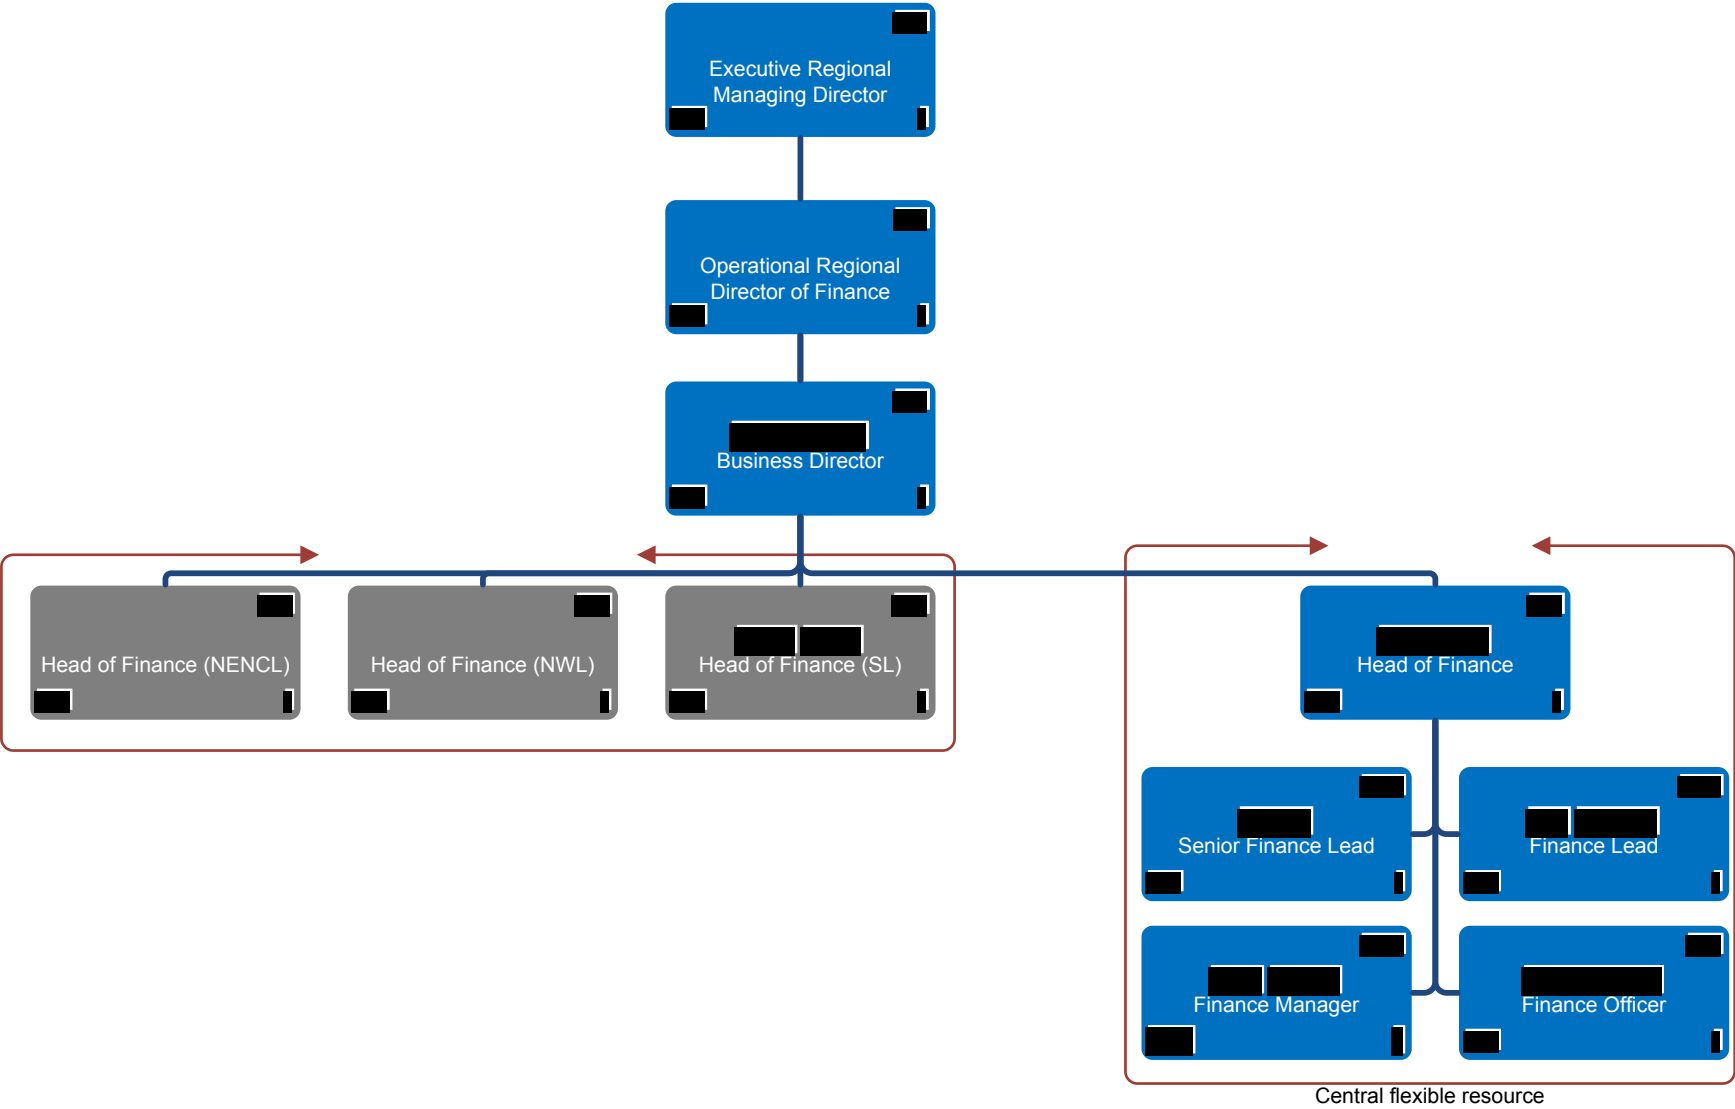 Executive Regional
Managing Director
Operational Regional
Director of Finance
Business Director
Head of Finance (NENCL)
Head of Finance (NWL)
Head of Finance (SL)
Head of Finance
Senior Finance Lead
Finance Lead
Finance Manager
Finance Officer
Central flexible resource